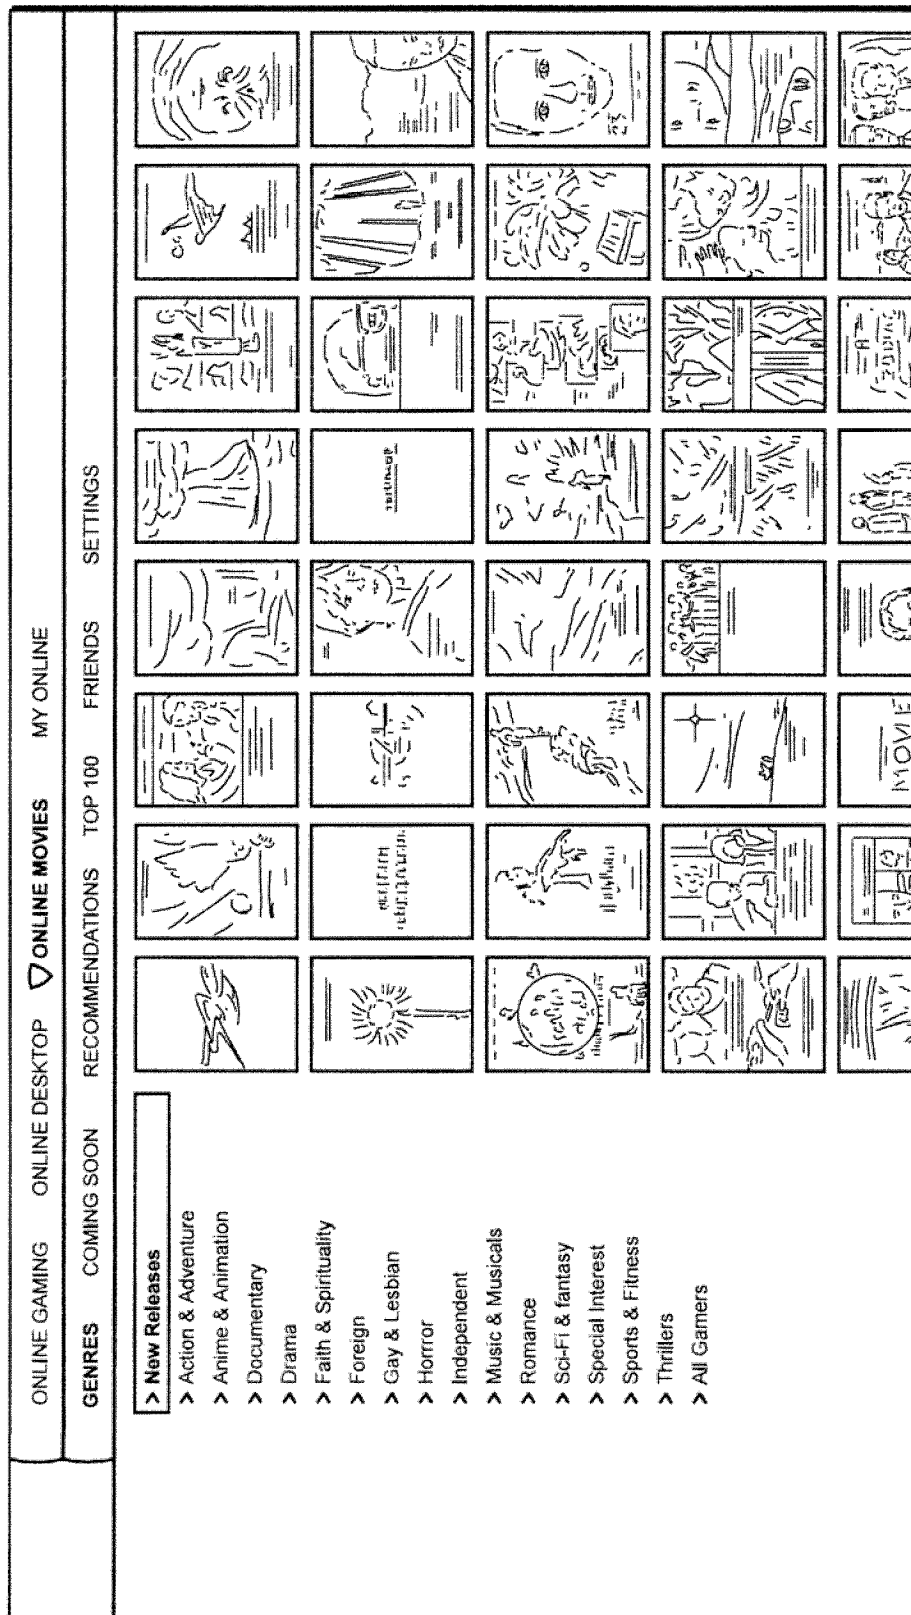 ONLINE GAMING ONLINE DESKTOP ONLINE MOVIES MY ONLINE
GENRES COMING SOON RECOMMENDATIONS TOP 100 FRIENDS SETTINGS
> New Releases
> Action & Adventure
> Anime & Animation
> Documentary
> Drama
> Faith & Spirituality
> Foreign
> Gay & Lesbian
> Horrror
> Independent
> Music & Musicals
> Romance
> Sci-Fi & fantasy
> Special Interest
> Sports & Fitness
> Thrillers
> All Gamers
23
MOVIE